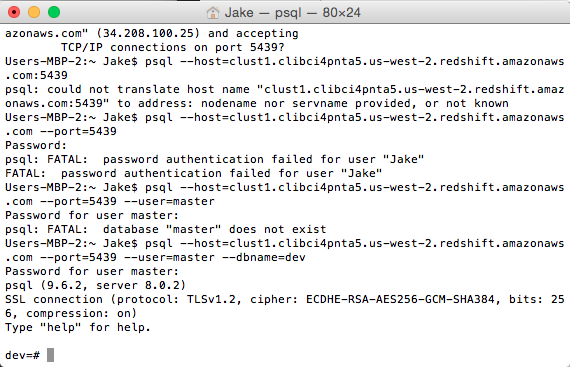 Jake — psql — 80×24
azonaws.com" (34.208.100.25) and accepting
TCP/IP connections on port 5439?
Users-MBP-2:~ Jake$ psql --host=clust1.clibci4pnta5.us-west-2.redshift.amazonaws
.com:5439
psql: could not translate host name "clust1.clibci4pnta5.us-west-2.redshift.amaz
onaws.com:5439" to address: nodename nor servname provided, or not known
Users-MBP-2:~ Jake$ psql --host=clust1.clibci4pnta5.us-west-2.redshift.amazonaws
.com --port=5439
Password:
psql: FATAL:  password authentication failed for user "Jake"
FATAL:  password authentication failed for user "Jake"
Users-MBP-2:~ Jake$ psql --host=clust1.clibci4pnta5.us-west-2.redshift.amazonaws
.com --port=5439 --user=master
Password for user master:
psql: FATAL:  database "master" does not exist
Users-MBP-2:~ Jake$ psql --host=clust1.clibci4pnta5.us-west-2.redshift.amazonaws
.com --port=5439 --user=master --dbname=dev
Password for user master:
psql (9.6.2, server 8.0.2)
SSL connection (protocol: TLSv1.2, cipher: ECDHE-RSA-AES256-GCM-SHA384, bits: 25
6, compression: on)
Type "help" for help.
dev=#